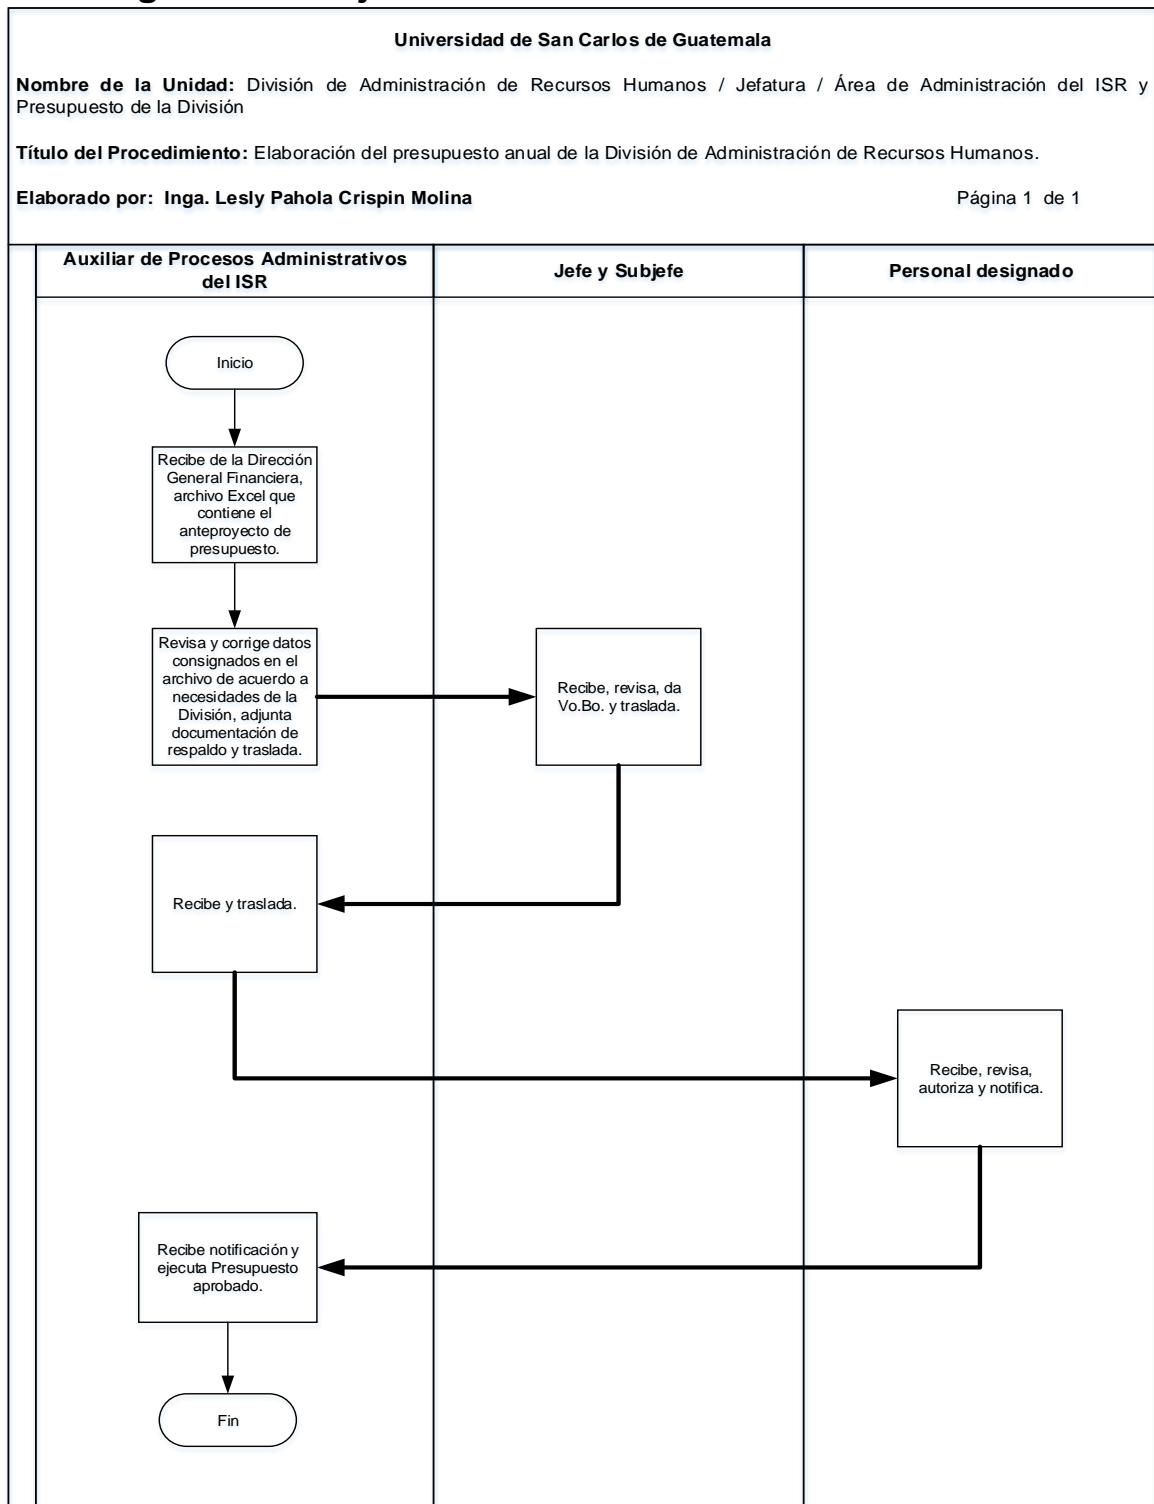 Universidad de San Carlos de Guatemala
Nombre de la Unidad: División de Administración de Recursos Humanos / Jefatura / Área de Administración del ISR y
Presupuesto de la División
Título del Procedimiento: Elaboración del presupuesto anual de la División de Administración de Recursos Humanos.
Elaborado por: Inga. Lesly Pahola Crispin Molina
Página 1 de 1
Auxiliar de Procesos Administrativos
del ISR
Jefe y Subjefe
Personal designado
Inicio
Recibe de la Dirección
General Financiera,
archivo Excel que
contiene el
anteproyecto de
presupuesto.
Revisa y corrige datos
consignados en el
archivo de acuerdo a
necesidades de la
División, adjunta
documentación de
respaldo y traslada.
Recibe, revisa, da
Vo.Bo. y traslada.
Recibe y traslada.
Recibe, revisa,
autoriza y notifica.
Recibe notificación y
ejecuta Presupuesto
aprobado.
Fin